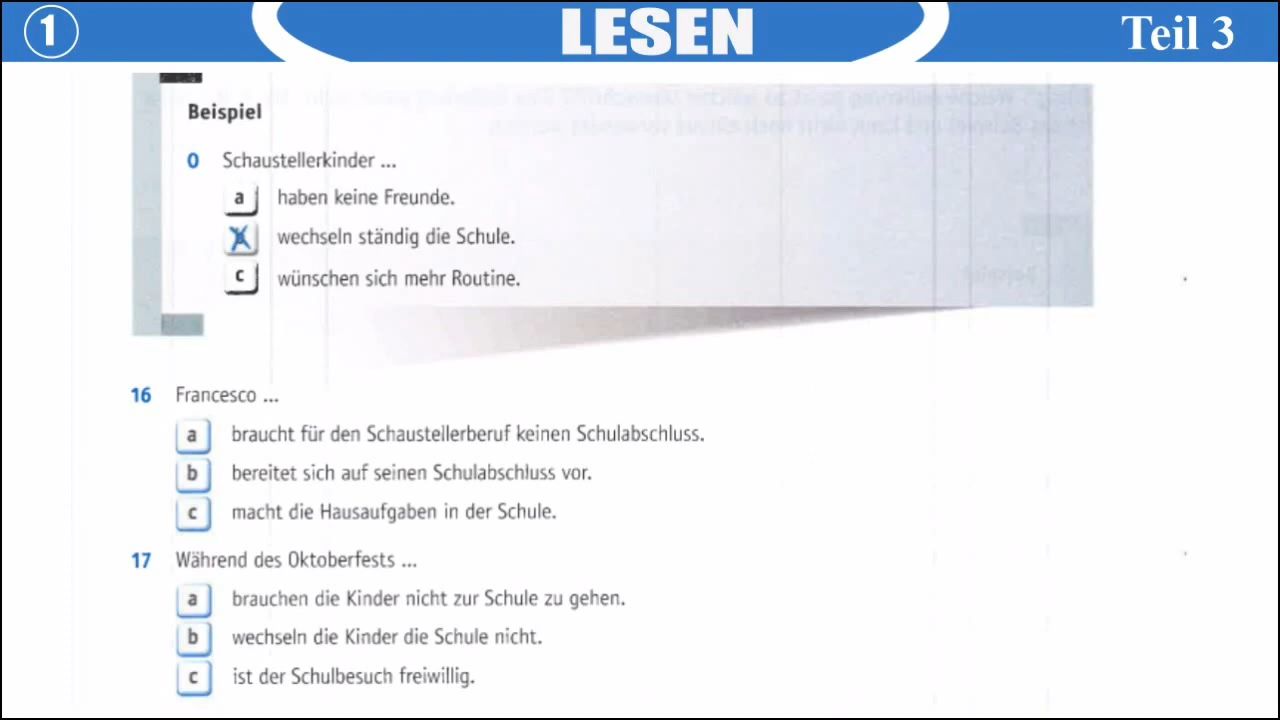 1 LESEN Teil 3
Beispiel
0 Schaustellerkinder ...
a haben keine Freunde.
b wechseln ständig die Schule.
c wünschen sich mehr Routine.
16 Francesco ...
a braucht für den Schaustellerberuf keinen Schulabschluss.
b bereitet sich auf seinen Schulabschluss vor.
c macht die Hausaufgaben in der Schule.
17 Während des Oktoberfests ...
a brauchen die Kinder nicht zur Schule zu gehen.
b wechseln die Kinder die Schule nicht.
c ist der Schulbesuch freiwillig.